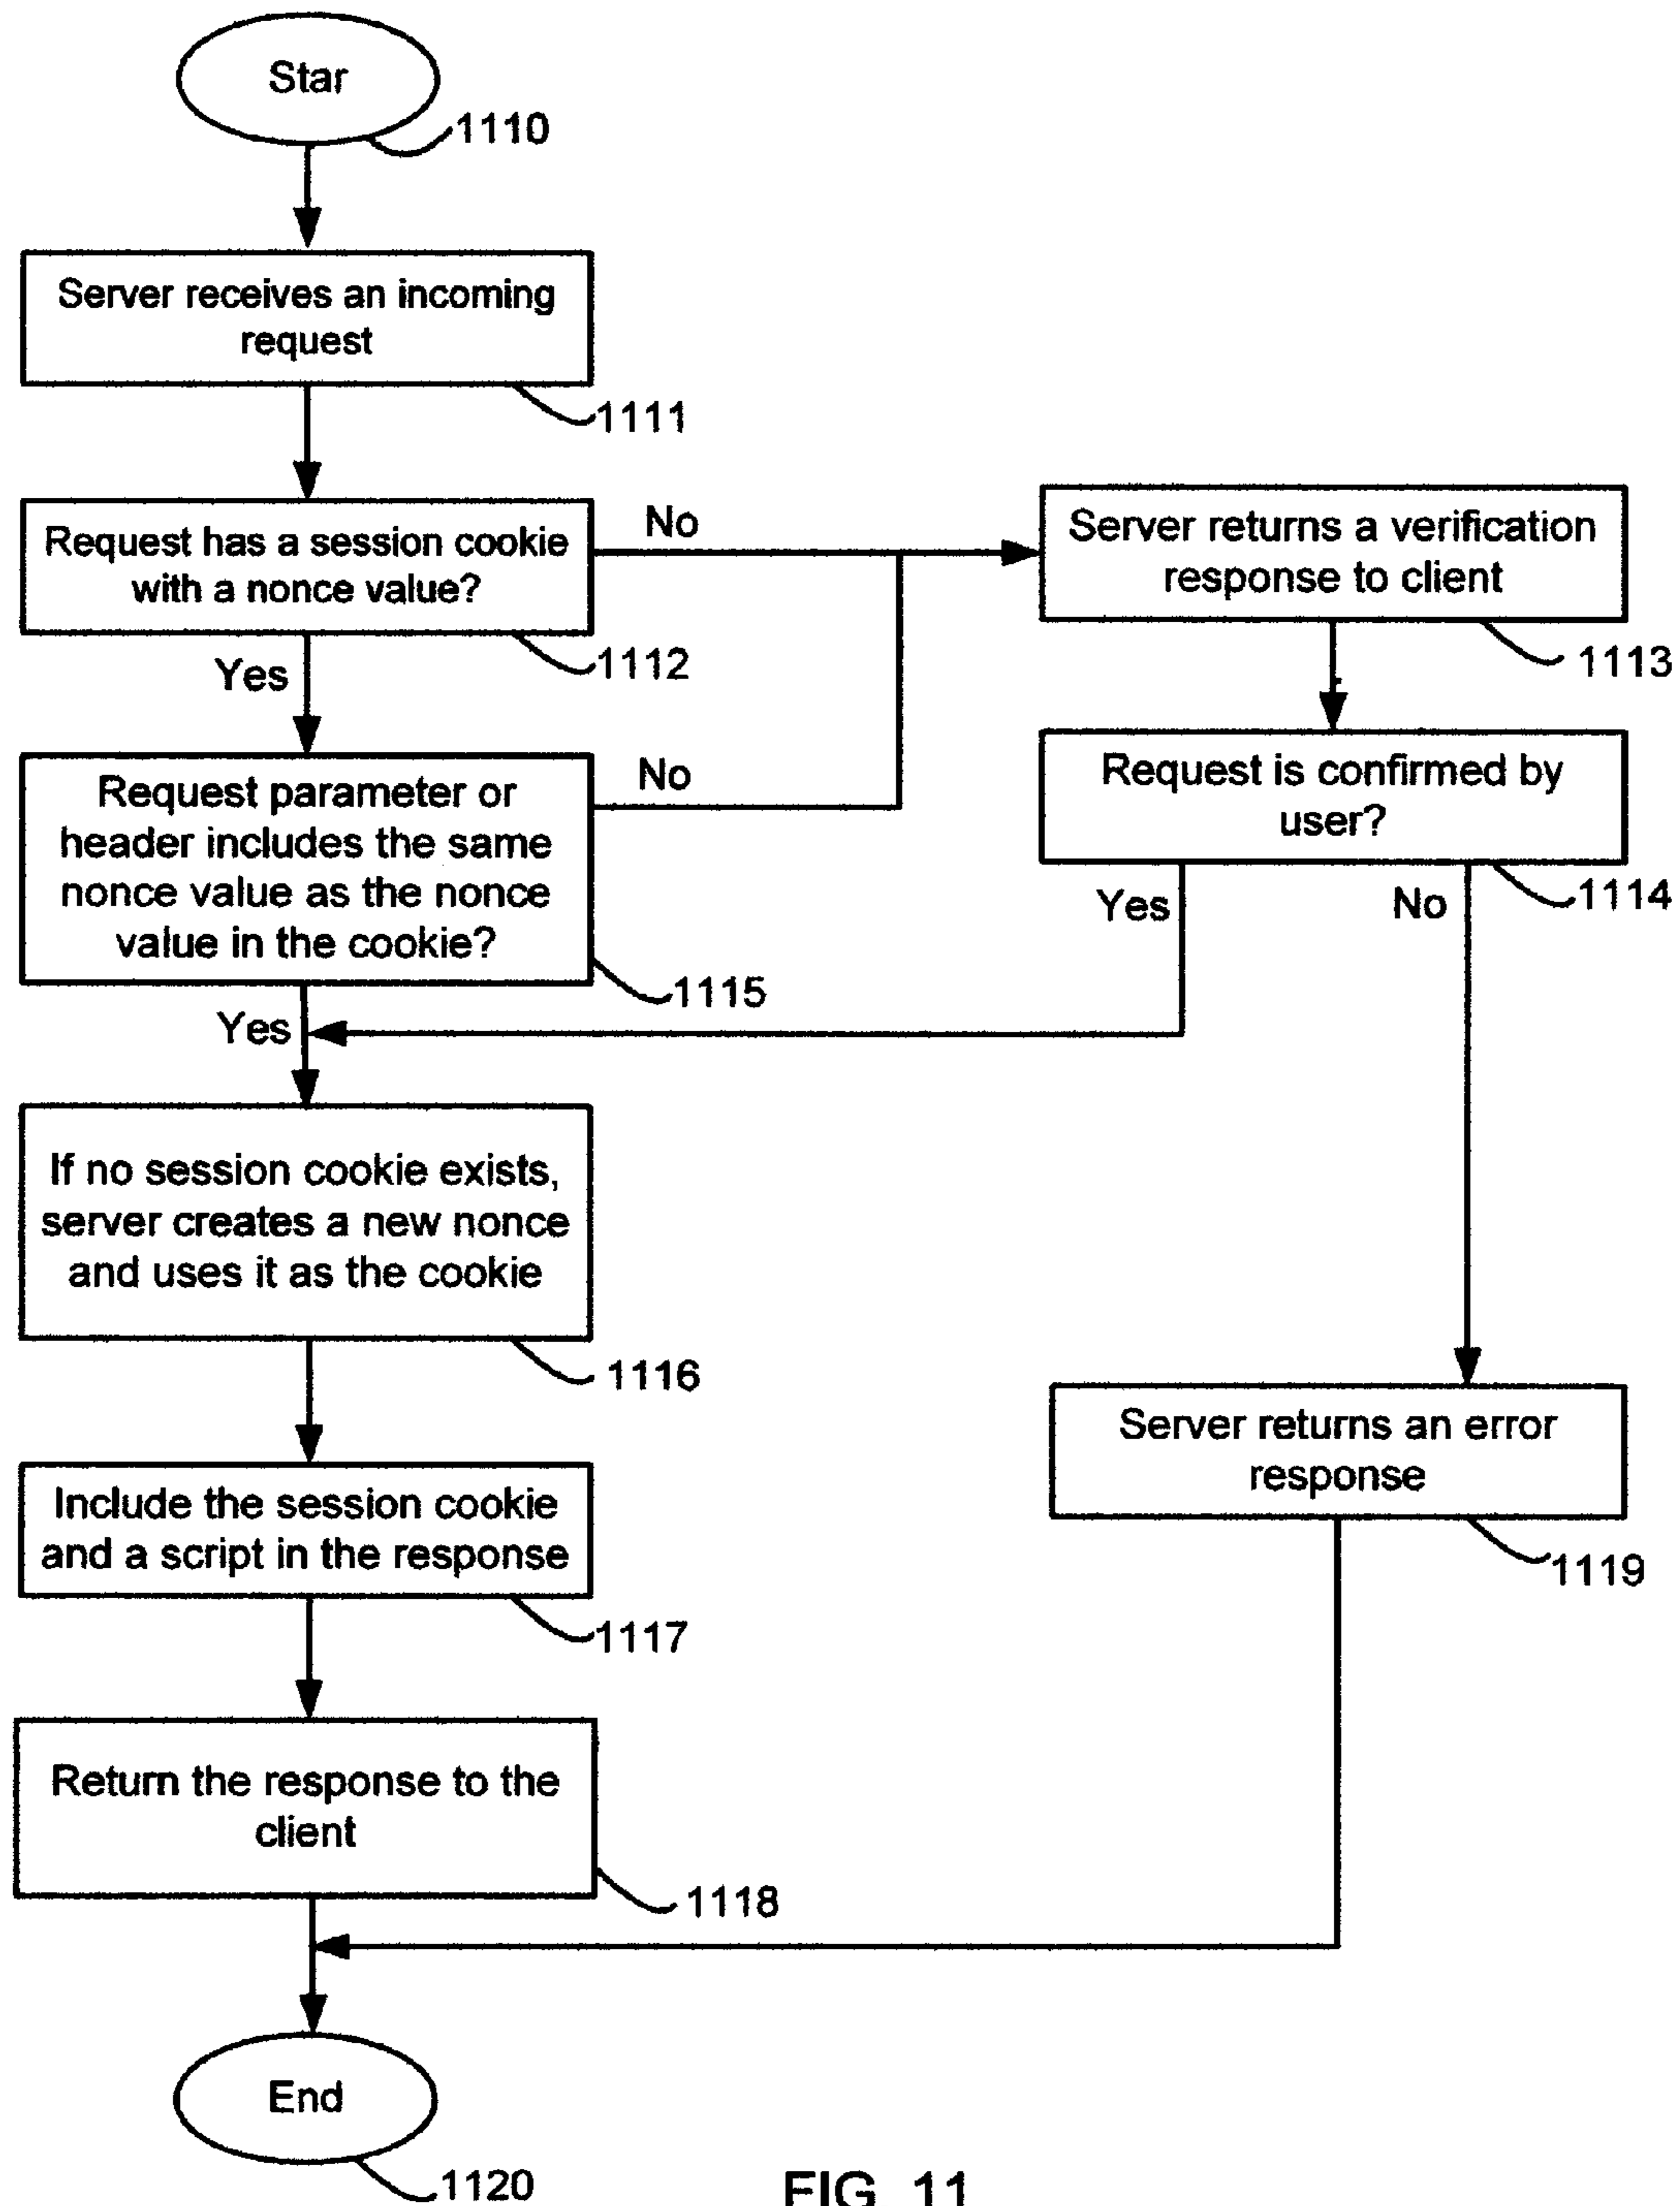 Star
1110
Server receives an incoming
request
1111
Request has a session cookie
with a nonce value?
1112
No
Yes
Server returns a verification
response to client
1113
Request is confirmed by
user?
1114
Yes
No
Request parameter or
header includes the same
nonce value as the nonce
value in the cookie?
1115
No
Yes
If no session cookie exists,
server creates a new nonce
and uses it as the cookie
1116
Include the session cookie
and a script in the response
1117
Server returns an error
response
1119
Return the response to the
client
1118
End
1120
FIG. 11